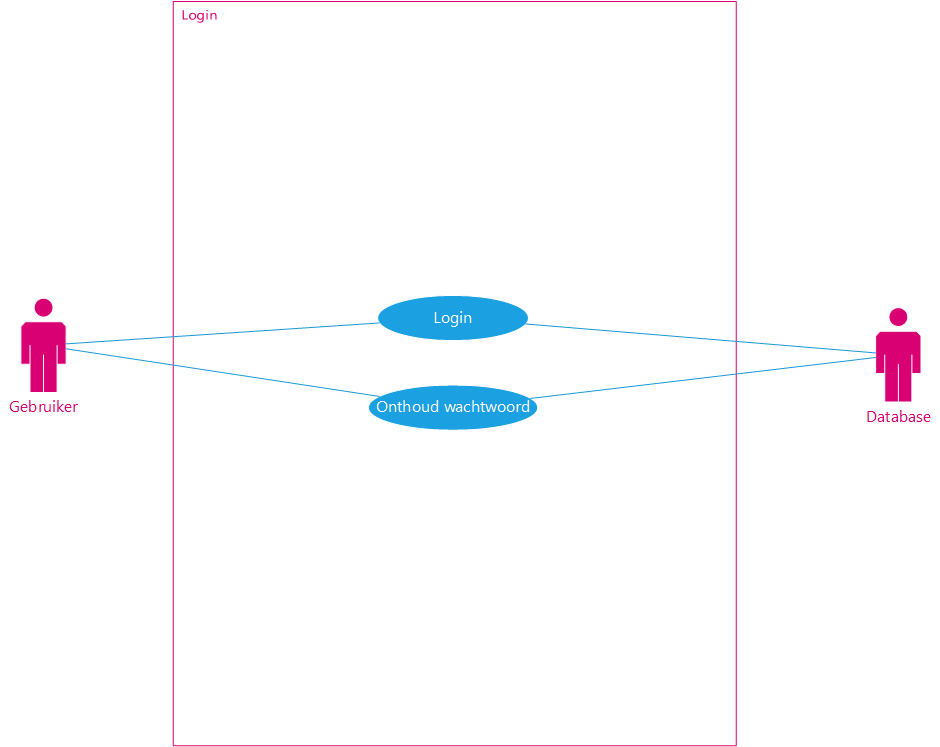 Login
Login
Onthoud wachtwoord
Gebruiker
Database